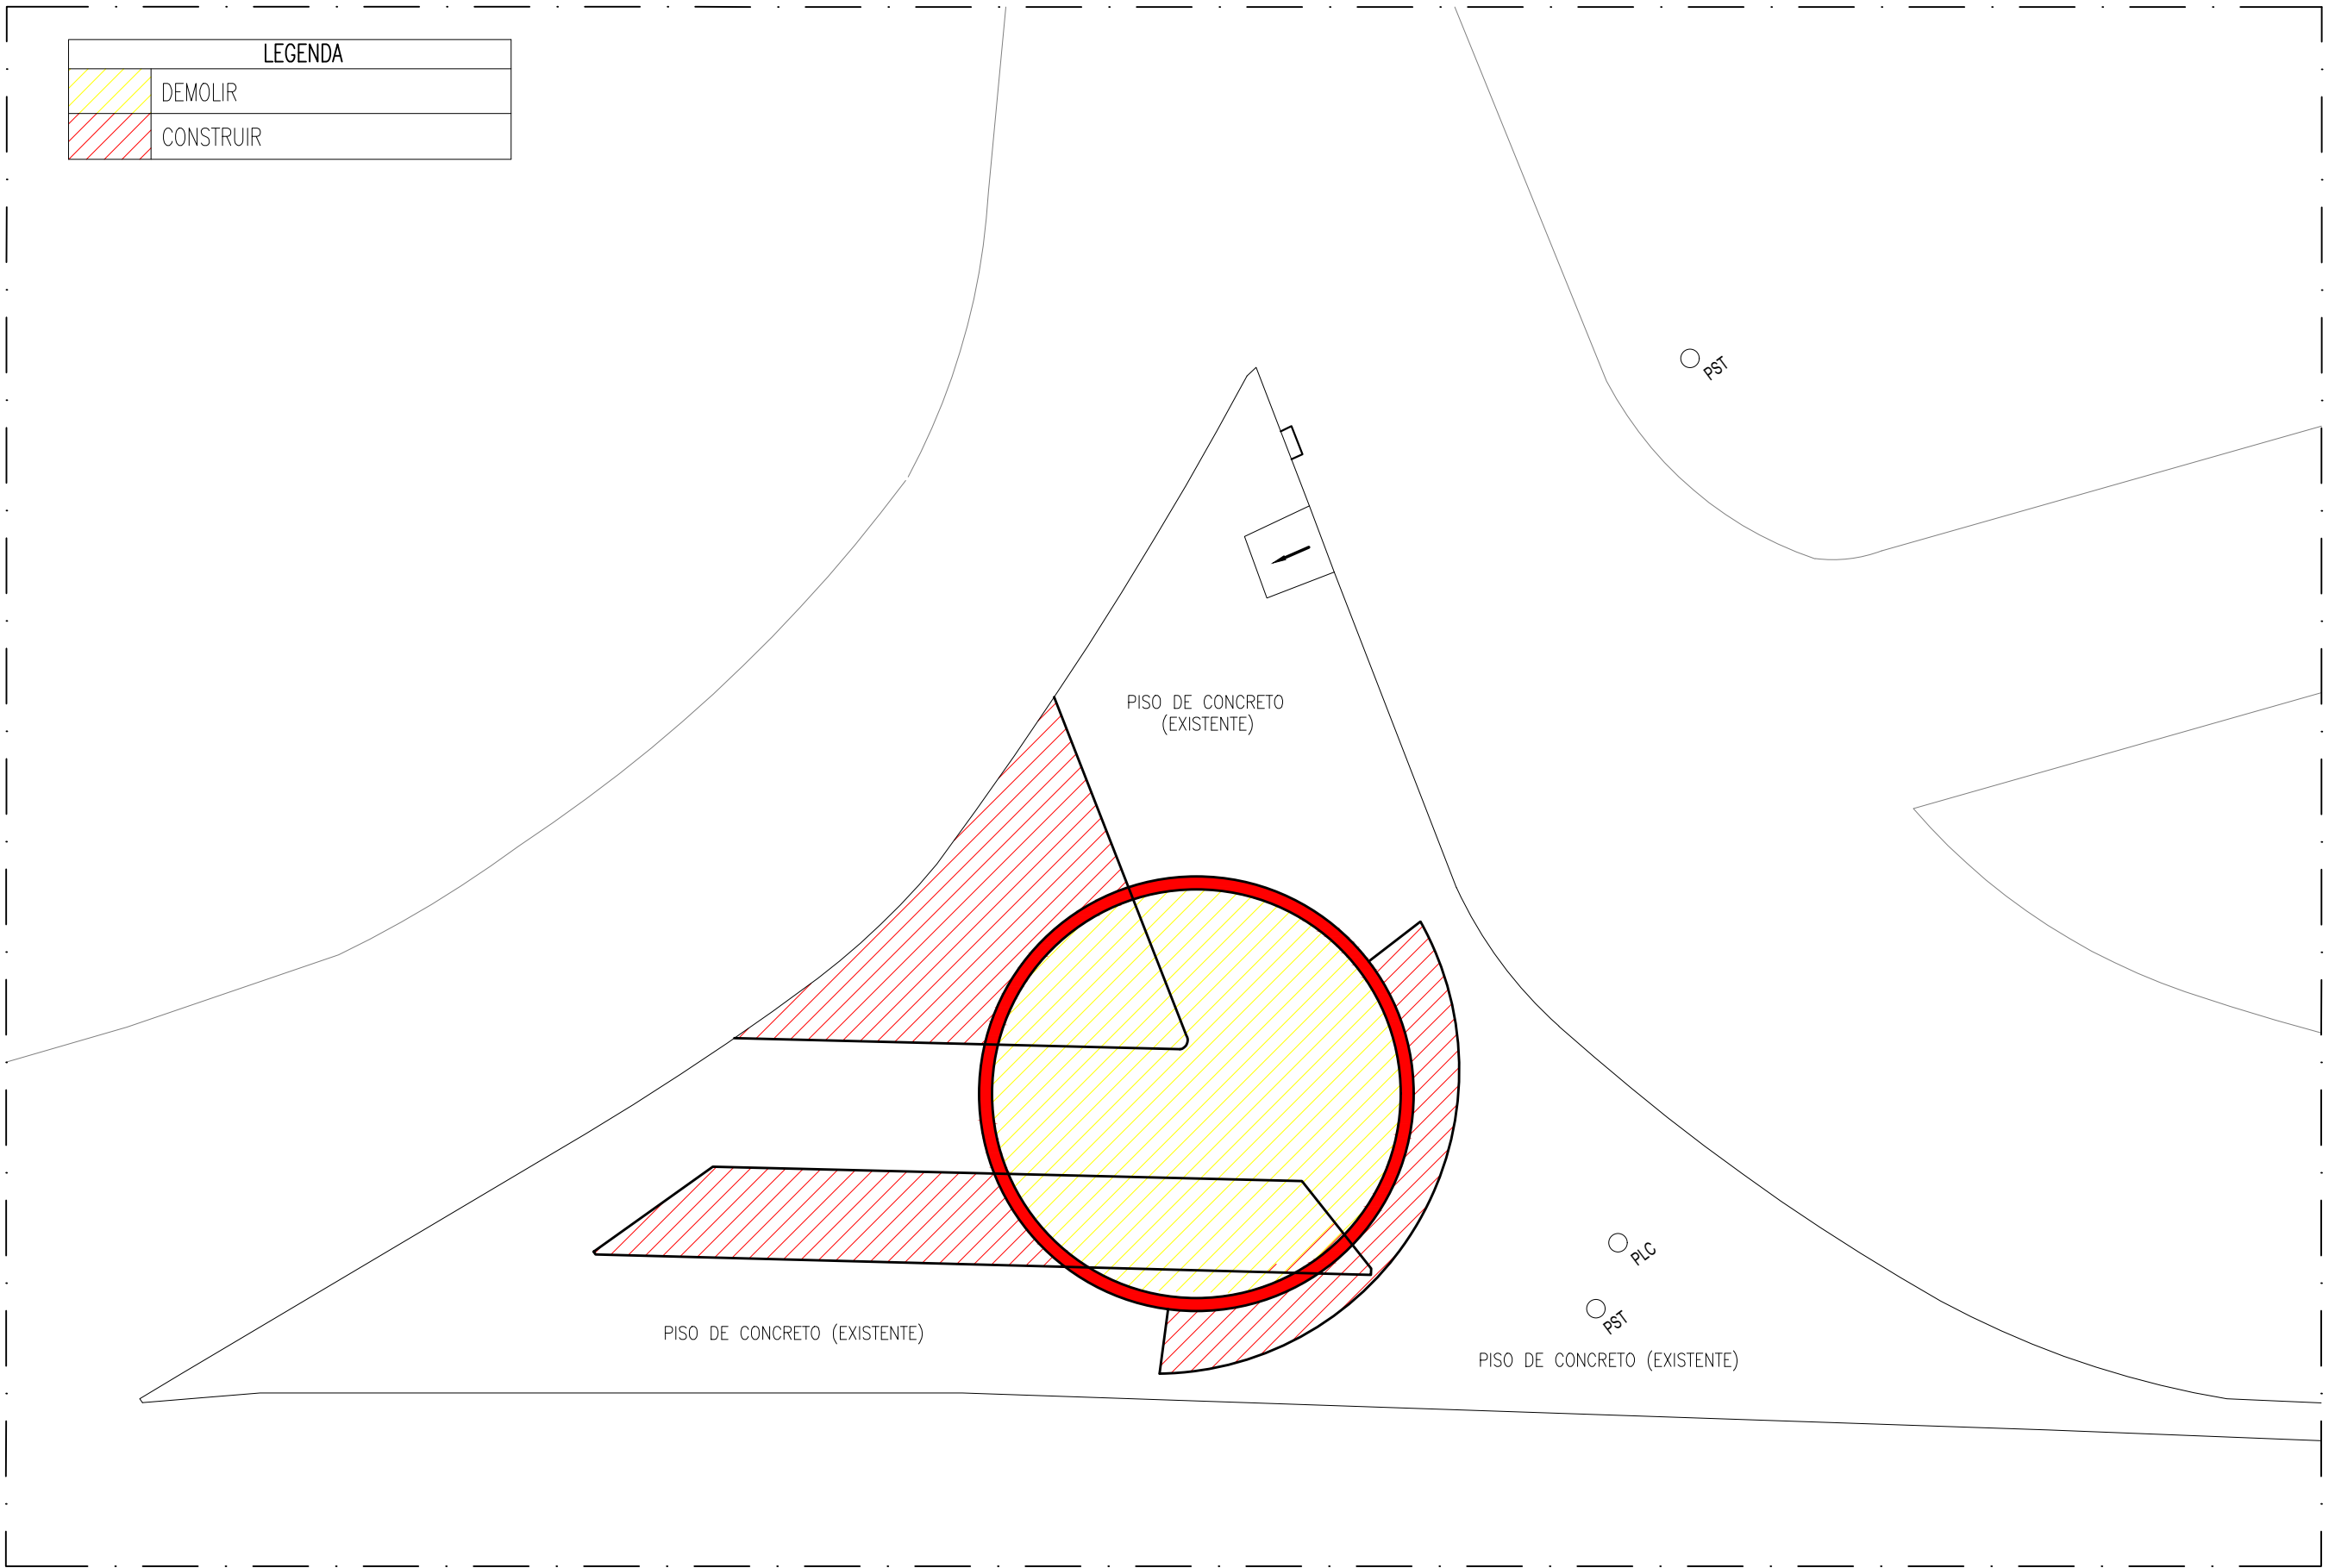 LEGENDA
DEMOLIR
CONSTRUIR
PST
PISO DE CONCRETO
(EXISTENTE)
PLC
PST
PISO DE CONCRETO (EXISTENTE)
PISO DE CONCRETO (EXISTENTE)